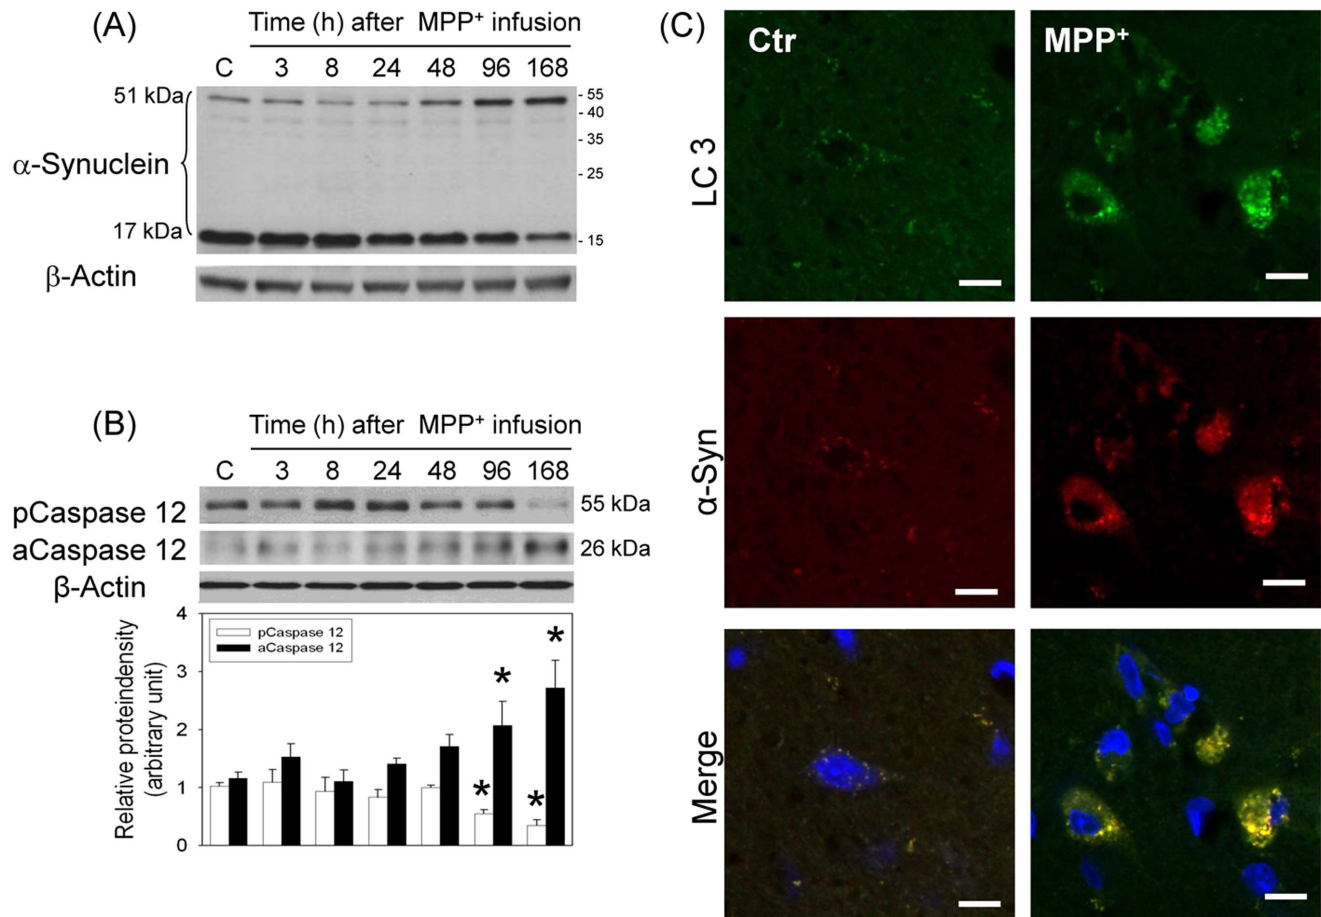 (A)
Time (h) after MPP⁺ infusion
C 3 8 24 48 96 168
51 kDa
α-Synuclein
17 kDa
- 55
- 40
- 35
- 25
- 15
β-Actin
(B)
Time (h) after MPP⁺ infusion
C 3 8 24 48 96 168
pCaspase 12
55 kDa
aCaspase 12
26 kDa
β-Actin
Relative proteindensity
(arbitrary unit)
4
3
2
1
0
pCaspase 12
aCaspase 12
*
*
*
*
(C)
Ctr
MPP⁺
LC 3
α-Syn
Merge